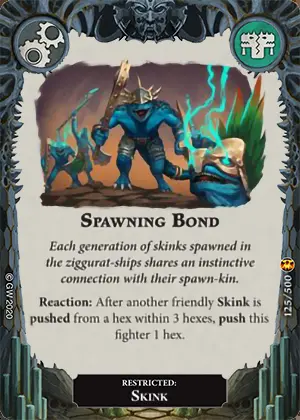 SPAWNING BOND
Each generation of skinks spawned in
the ziggurat-ships shares an instinctive
connection with their spawn-kin.
Reaction: After another friendly Skink is
pushed from a hex within 3 hexes, push this
fighter 1 hex.
© GW 2020
125/500
RESTRICTED:
SKINK